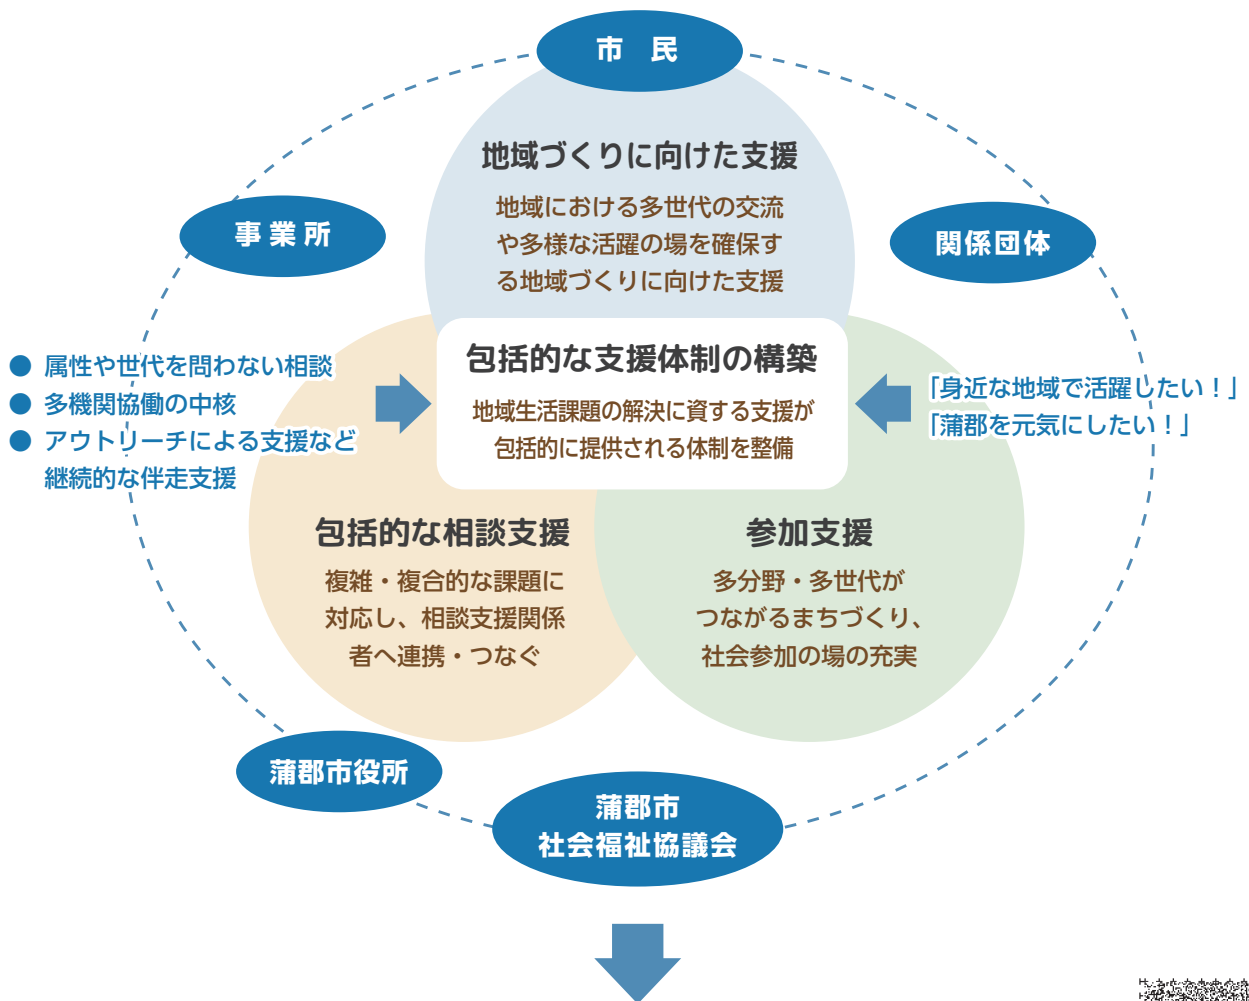 市 民
地域づくりに向けた支援
地域における多世代の交流
や多様な活躍の場を確保す
る地域づくりに向けた支援
事業所
関係団体
● 属性や世代を問わない相談
● 多機関協働の中核
● アウトリーチによる支援など
継続的な伴走支援
包括的な支援体制の構築
地域生活課題の解決に資する支援が
包括的に提供される体制を整備
「身近な地域で活躍したい！」
「蒲郡を元気にしたい！」
包括的な相談支援
複雑・複合的な課題に
対応し、相談支援関係
者へ連携・つなぐ
参加支援
多分野・多世代が
つながるまちづくり、
社会参加の場の充実
蒲郡市役所
蒲郡市
社会福祉協議会